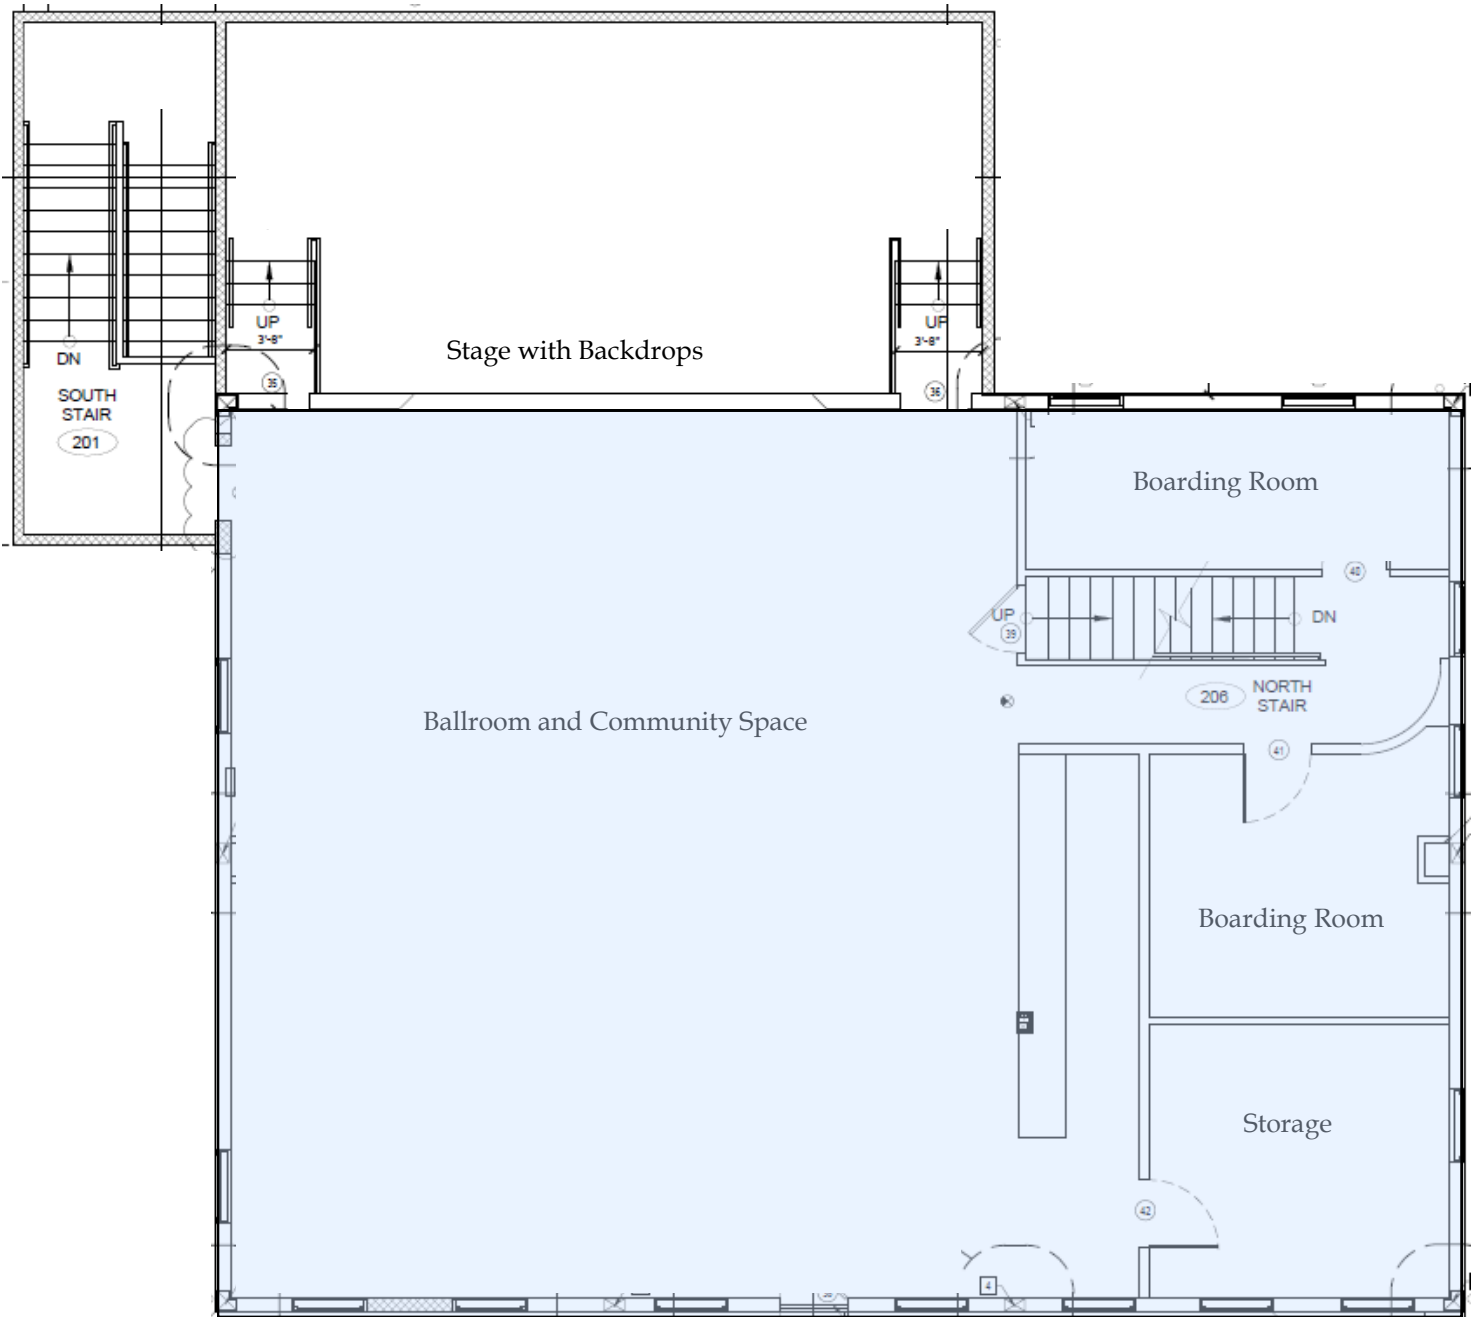 UP
3'-8"
UP
3'-8"
Stage with Backdrops
DN
35
36
SOUTH
STAIR
201
Boarding Room
40
UP
39
DN
206
NORTH
STAIR
Ballroom and Community Space
41
Boarding Room
Storage
42
4